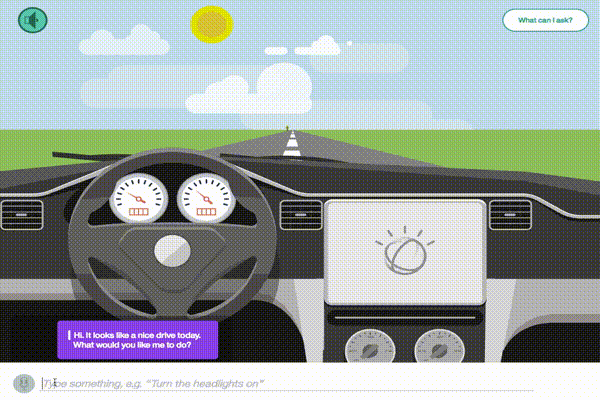 What can I ask?
Hi. It looks like a nice drive today.
What would you like me to do?
Type something, e.g. “Turn the headlights on”